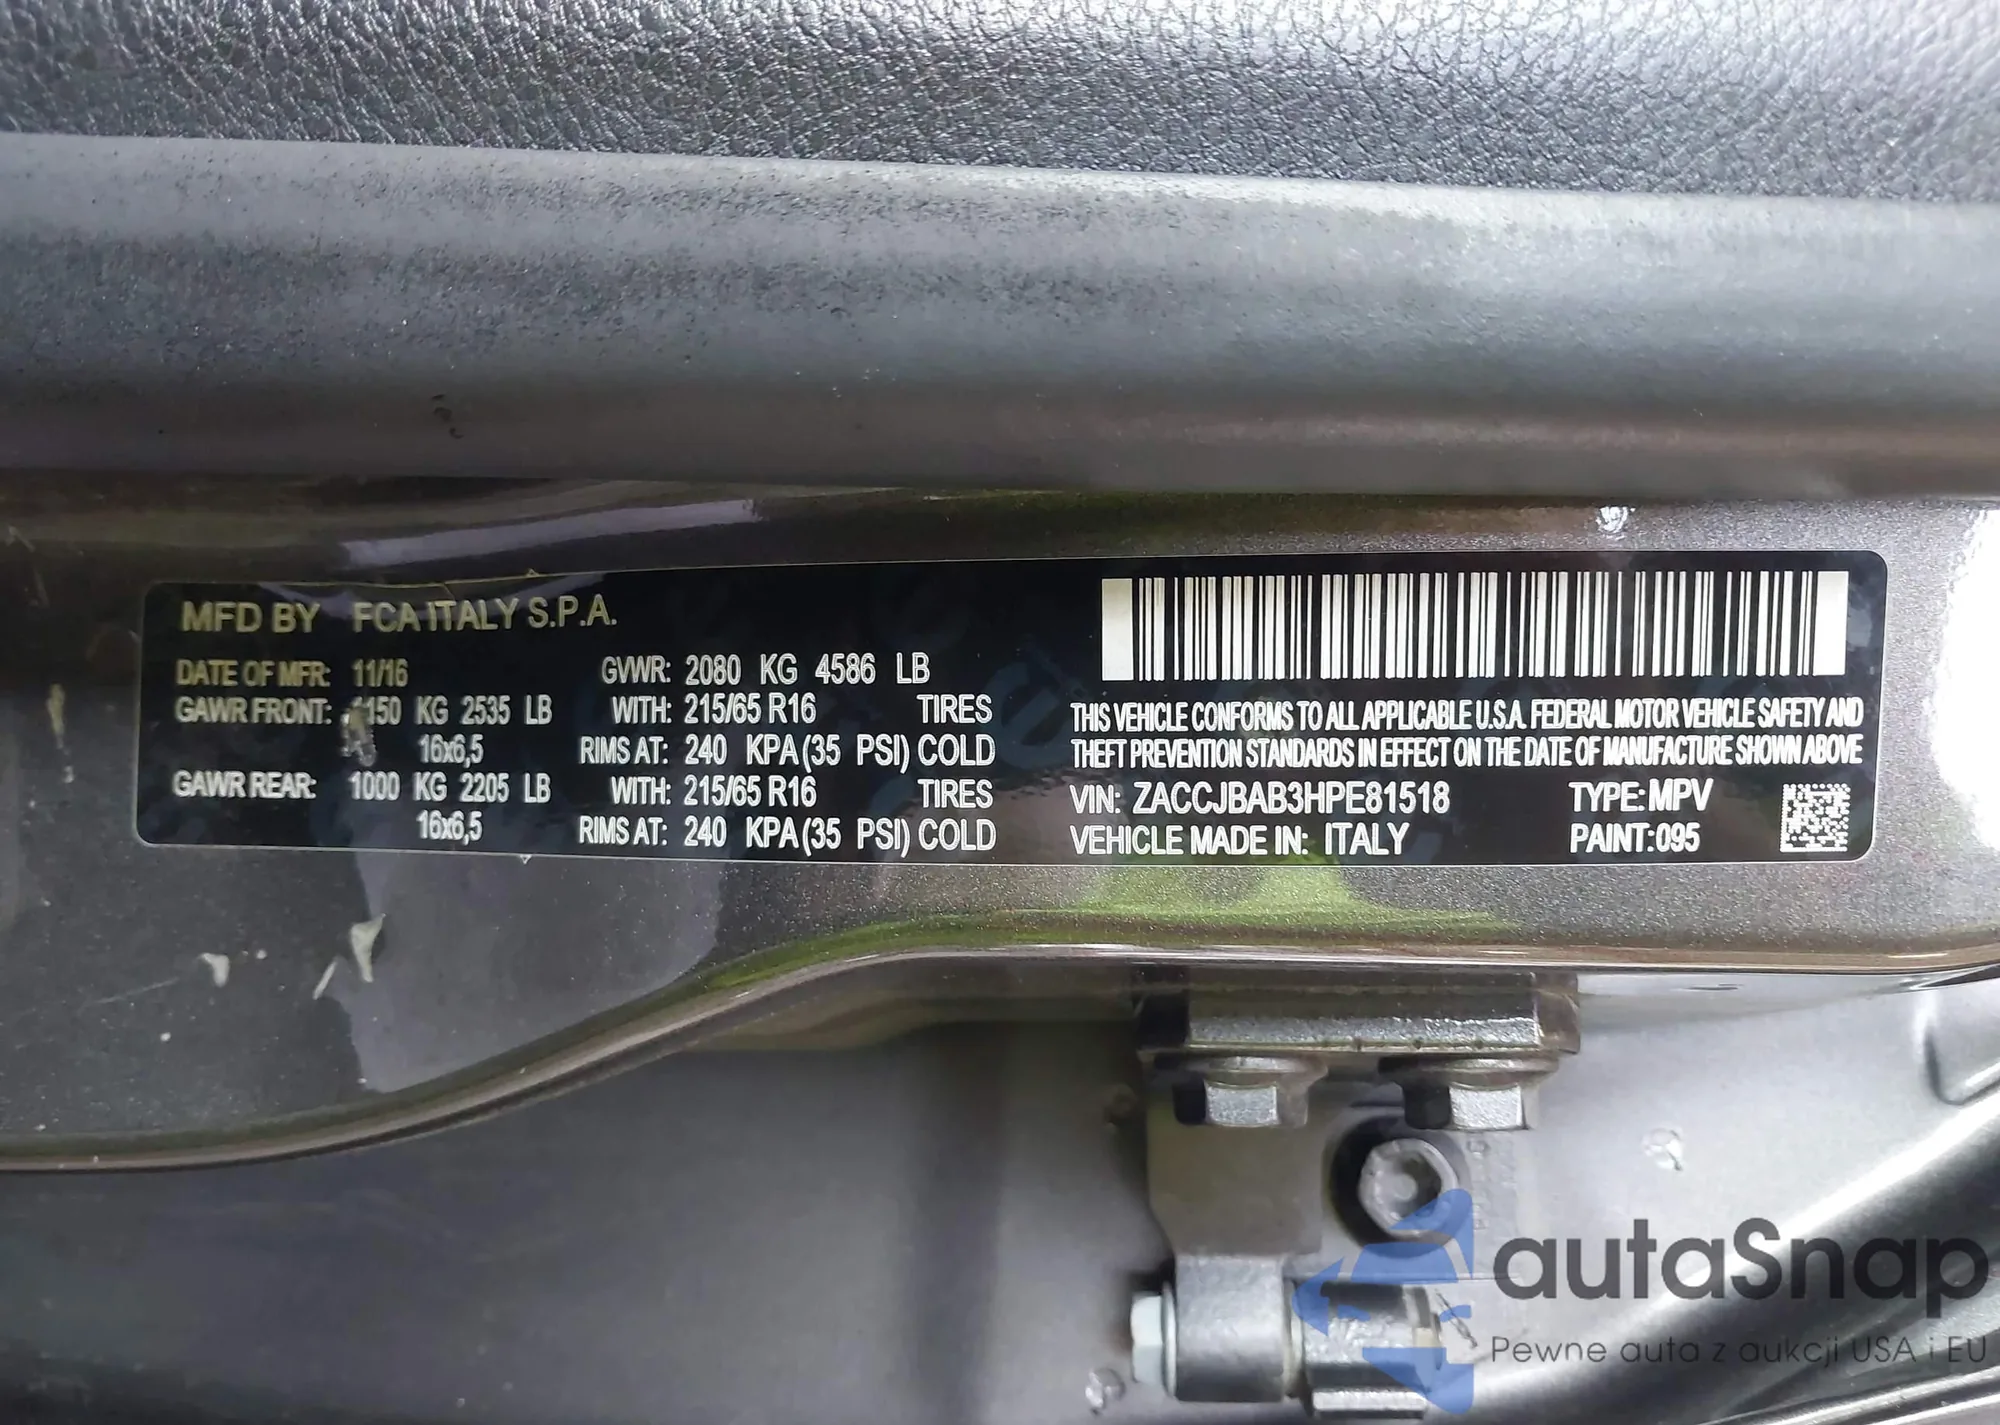 MFD BY FCA ITALY S.P.A.
DATE OF MFR: 11/16 GVWR: 2080 KG 4586 LB
GAWR FRONT: 1150 KG 2535 LB WITH: 215/65 R16 TIRES
16x6,5 RIMS AT: 240 KPA (35 PSI) COLD
GAWR REAR: 1000 KG 2205 LB WITH: 215/65 R16 TIRES
16x6,5 RIMS AT: 240 KPA (35 PSI) COLD
THIS VEHICLE CONFORMS TO ALL APPLICABLE U.S.A. FEDERAL MOTOR VEHICLE SAFETY AND
THEFT PREVENTION STANDARDS IN EFFECT ON THE DATE OF MANUFACTURE SHOWN ABOVE
VIN: ZACCJBAB3HPE81518 TYPE: MPV
VEHICLE MADE IN: ITALY PAINT: 095
autaSnap
Pewne auta z aukcji USA i EU